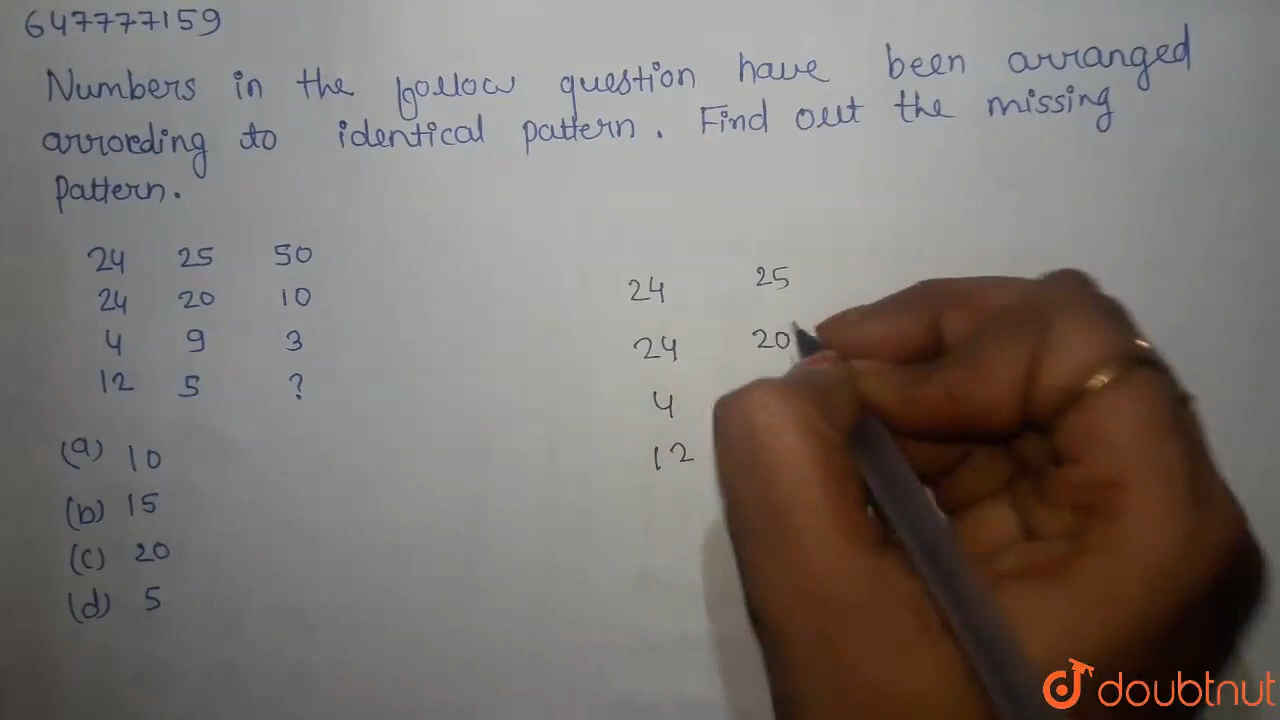 647777159
Numbers in the follow question have been arranged
arroeding to identical pattern. Find out the missing
pattern.
24 25 50
24 20 10
4 9 3
12 5 ?
(a) 10
(b) 15
(c) 20
(d) 5
24 25
24 20
4
12
doubtnut